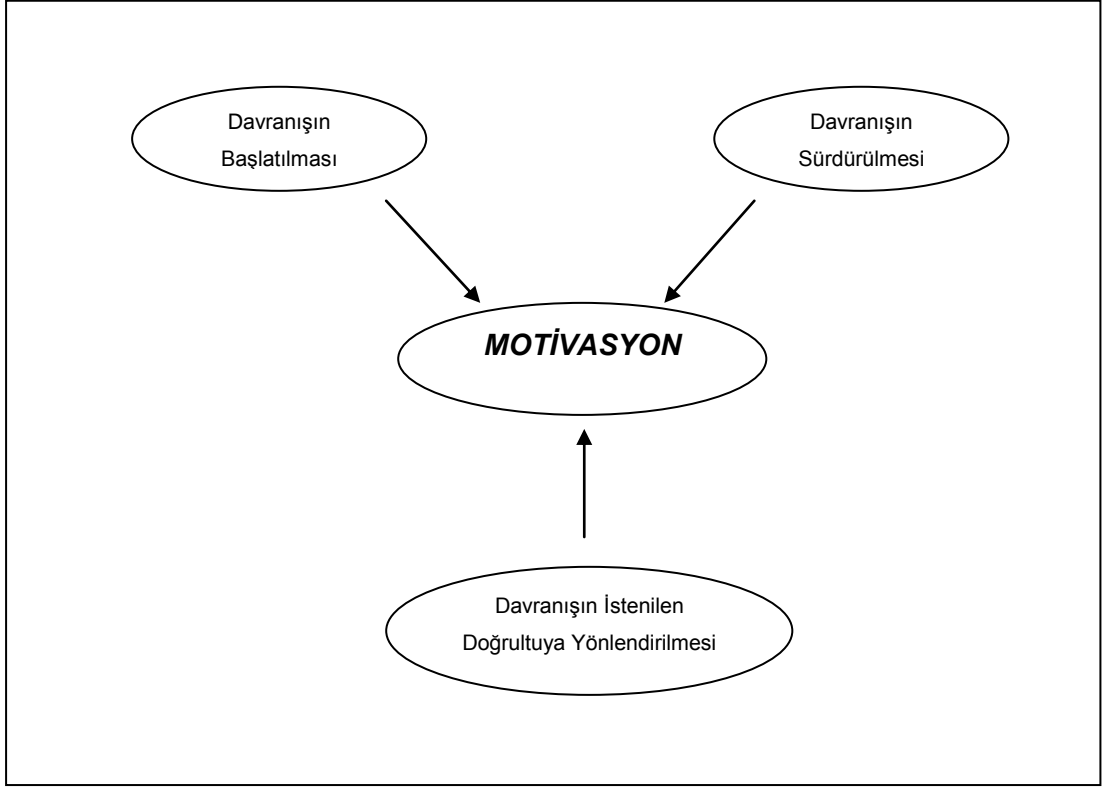 Davranışın
Başlatılması
Davranışın
Sürdürülmesi
MOTİVASYON
Davranışın İstenilen
Doğrultuya Yönlendirilmesi